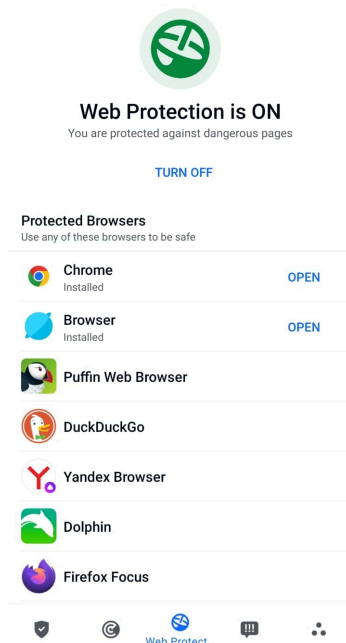 Web Protection is ON
You are protected against dangerous pages
TURN OFF
Protected Browsers
Use any of these browsers to be safe
Chrome
Installed
OPEN
Browser
Installed
OPEN
Puffin Web Browser
DuckDuckGo
Yandex Browser
Dolphin
Firefox Focus
Web Protect...